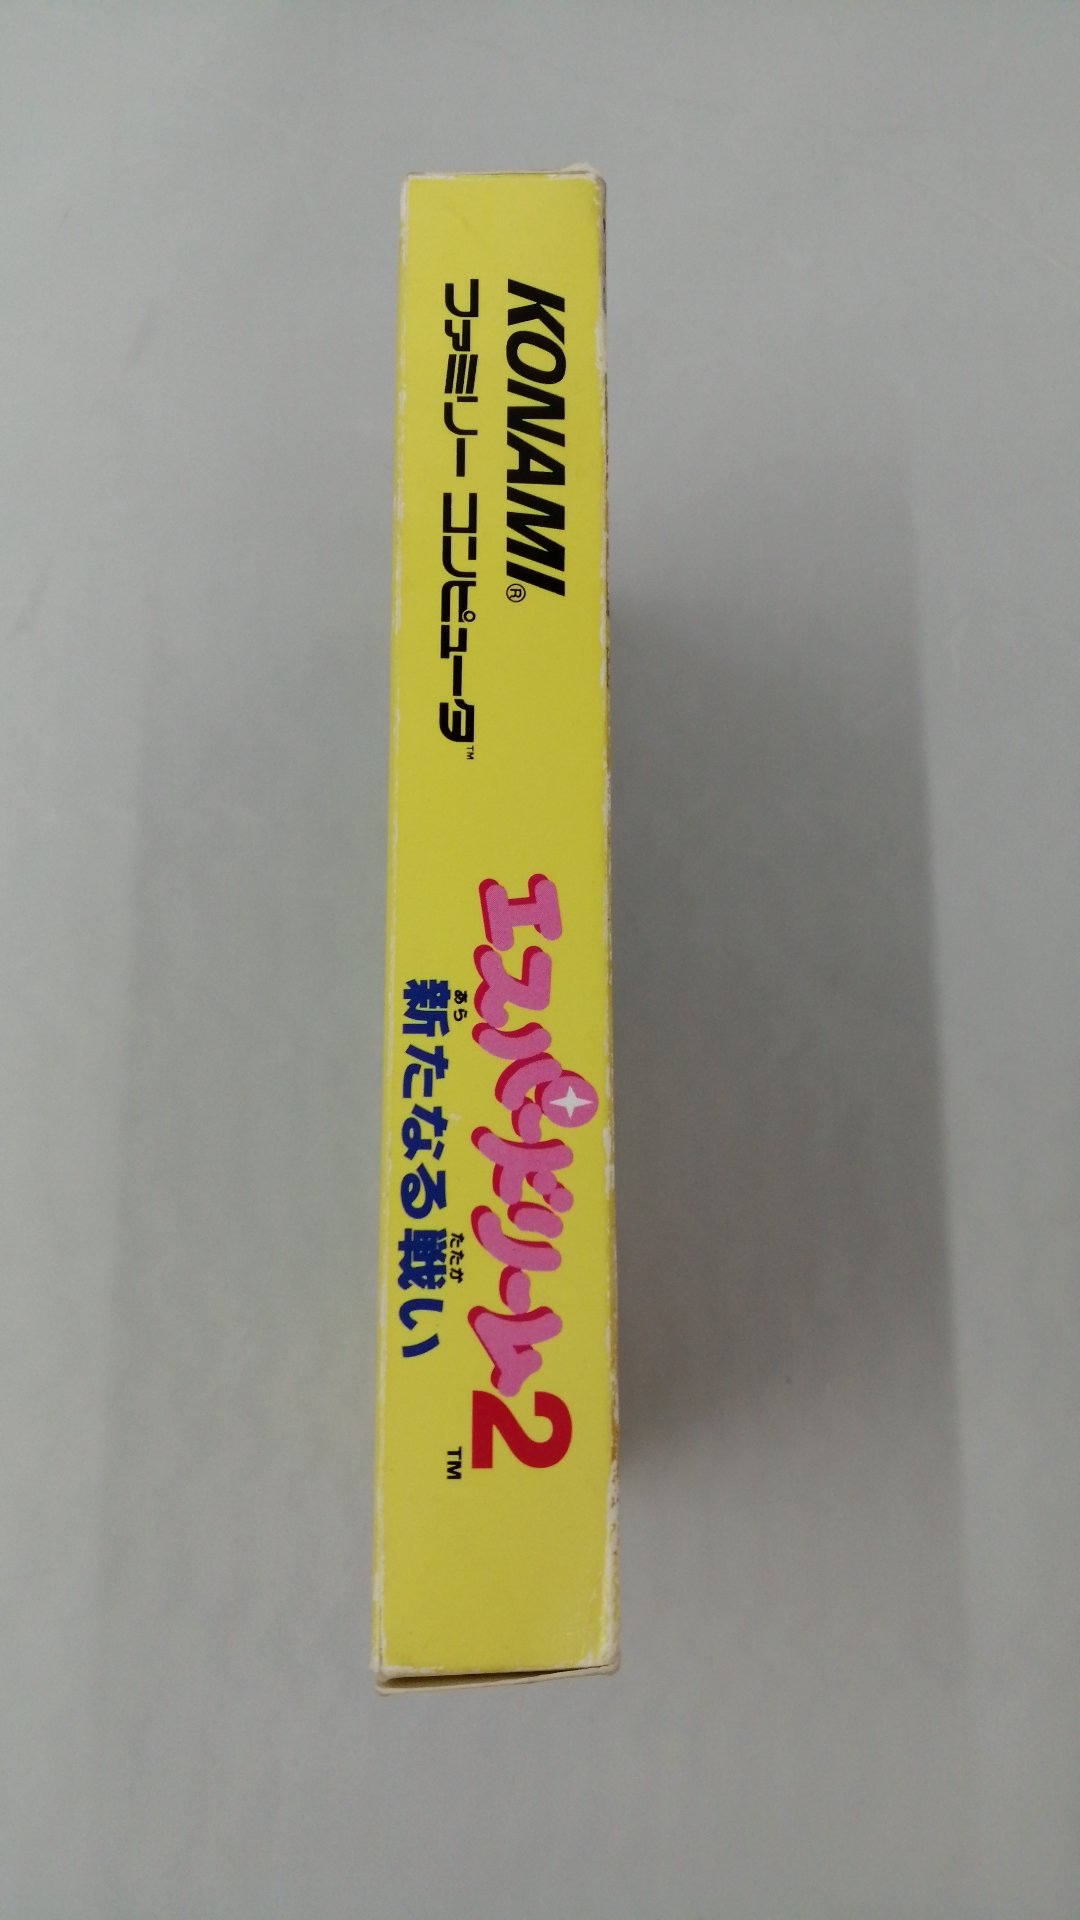 KONAMI®
ファミリー コンピュータ™
エスパードリーム2
新たなる戦い™
あら
たたか